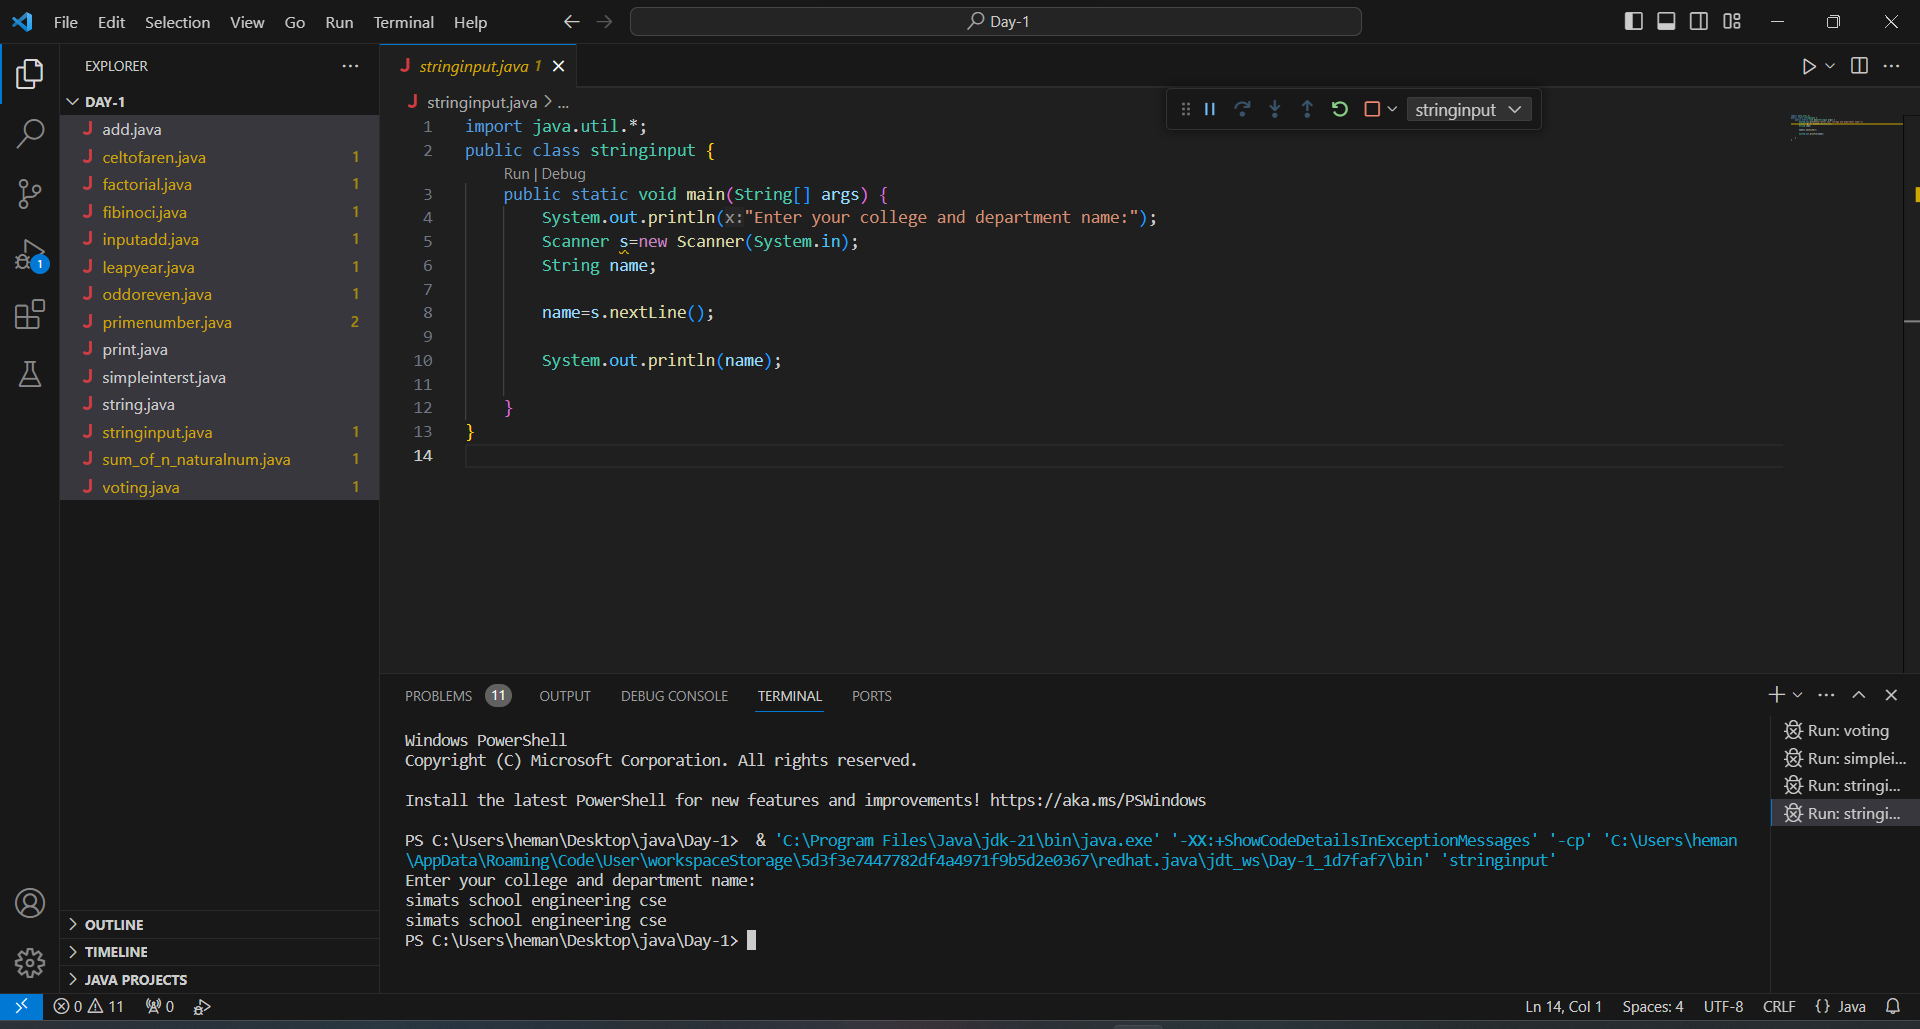 File Edit Selection View Go Run Terminal Help
Day-1
EXPLORER
DAY-1
J add.java
J celtofaren.java 1
J factorial.java 1
J fibinoci.java 1
J inputadd.java 1
J leapyear.java 1
J oddoreven.java 1
J primenumber.java 2
J print.java
J simpleinterst.java
J string.java
J stringinput.java 1
J sum_of_n_naturalnum.java 1
J voting.java 1
1
OUTLINE
TIMELINE
JAVA PROJECTS
J stringinput.java 1
J stringinput.java > ...
stringinput
1 import java.util.*;
2 public class stringinput {
Run | Debug
3 public static void main(String[] args) {
4 System.out.println(x:"Enter your college and department name:");
5 Scanner s=new Scanner(System.in);
6 String name;
7
8 name=s.nextLine();
9
10 System.out.println(name);
11
12 }
13 }
14
PROBLEMS 11 OUTPUT DEBUG CONSOLE TERMINAL PORTS
Windows PowerShell
Copyright (C) Microsoft Corporation. All rights reserved.
Install the latest PowerShell for new features and improvements! https://aka.ms/PSWindows
PS C:\Users\heman\Desktop\java\Day-1> & 'C:\Program Files\Java\jdk-21\bin\java.exe' '-XX:+ShowCodeDetailsInExceptionMessages' '-cp' 'C:\Users\heman
\AppData\Roaming\Code\User\workspaceStorage\5d3f3e7447782df4a4971f9b5d2e0367\redhat.java\jdt_ws\Day-1_1d7faf7\bin' 'stringinput'
Enter your college and department name:
simats school engineering cse
simats school engineering cse
PS C:\Users\heman\Desktop\java\Day-1>
Run: voting
Run: simplei...
Run: stringi...
Run: stringi...
0 11 0
Ln 14, Col 1 Spaces: 4 UTF-8 CRLF {} Java